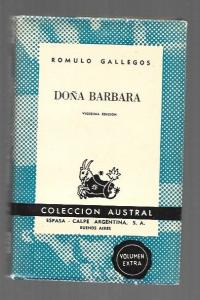 ROMULO GALLEGOS
DOÑA BARBARA
VIGESIMA EDICION
COLECCION AUSTRAL
ESPASA - CALPE ARGENTINA, S. A.
BUENOS AIRES
VOLUMEN
EXTRA